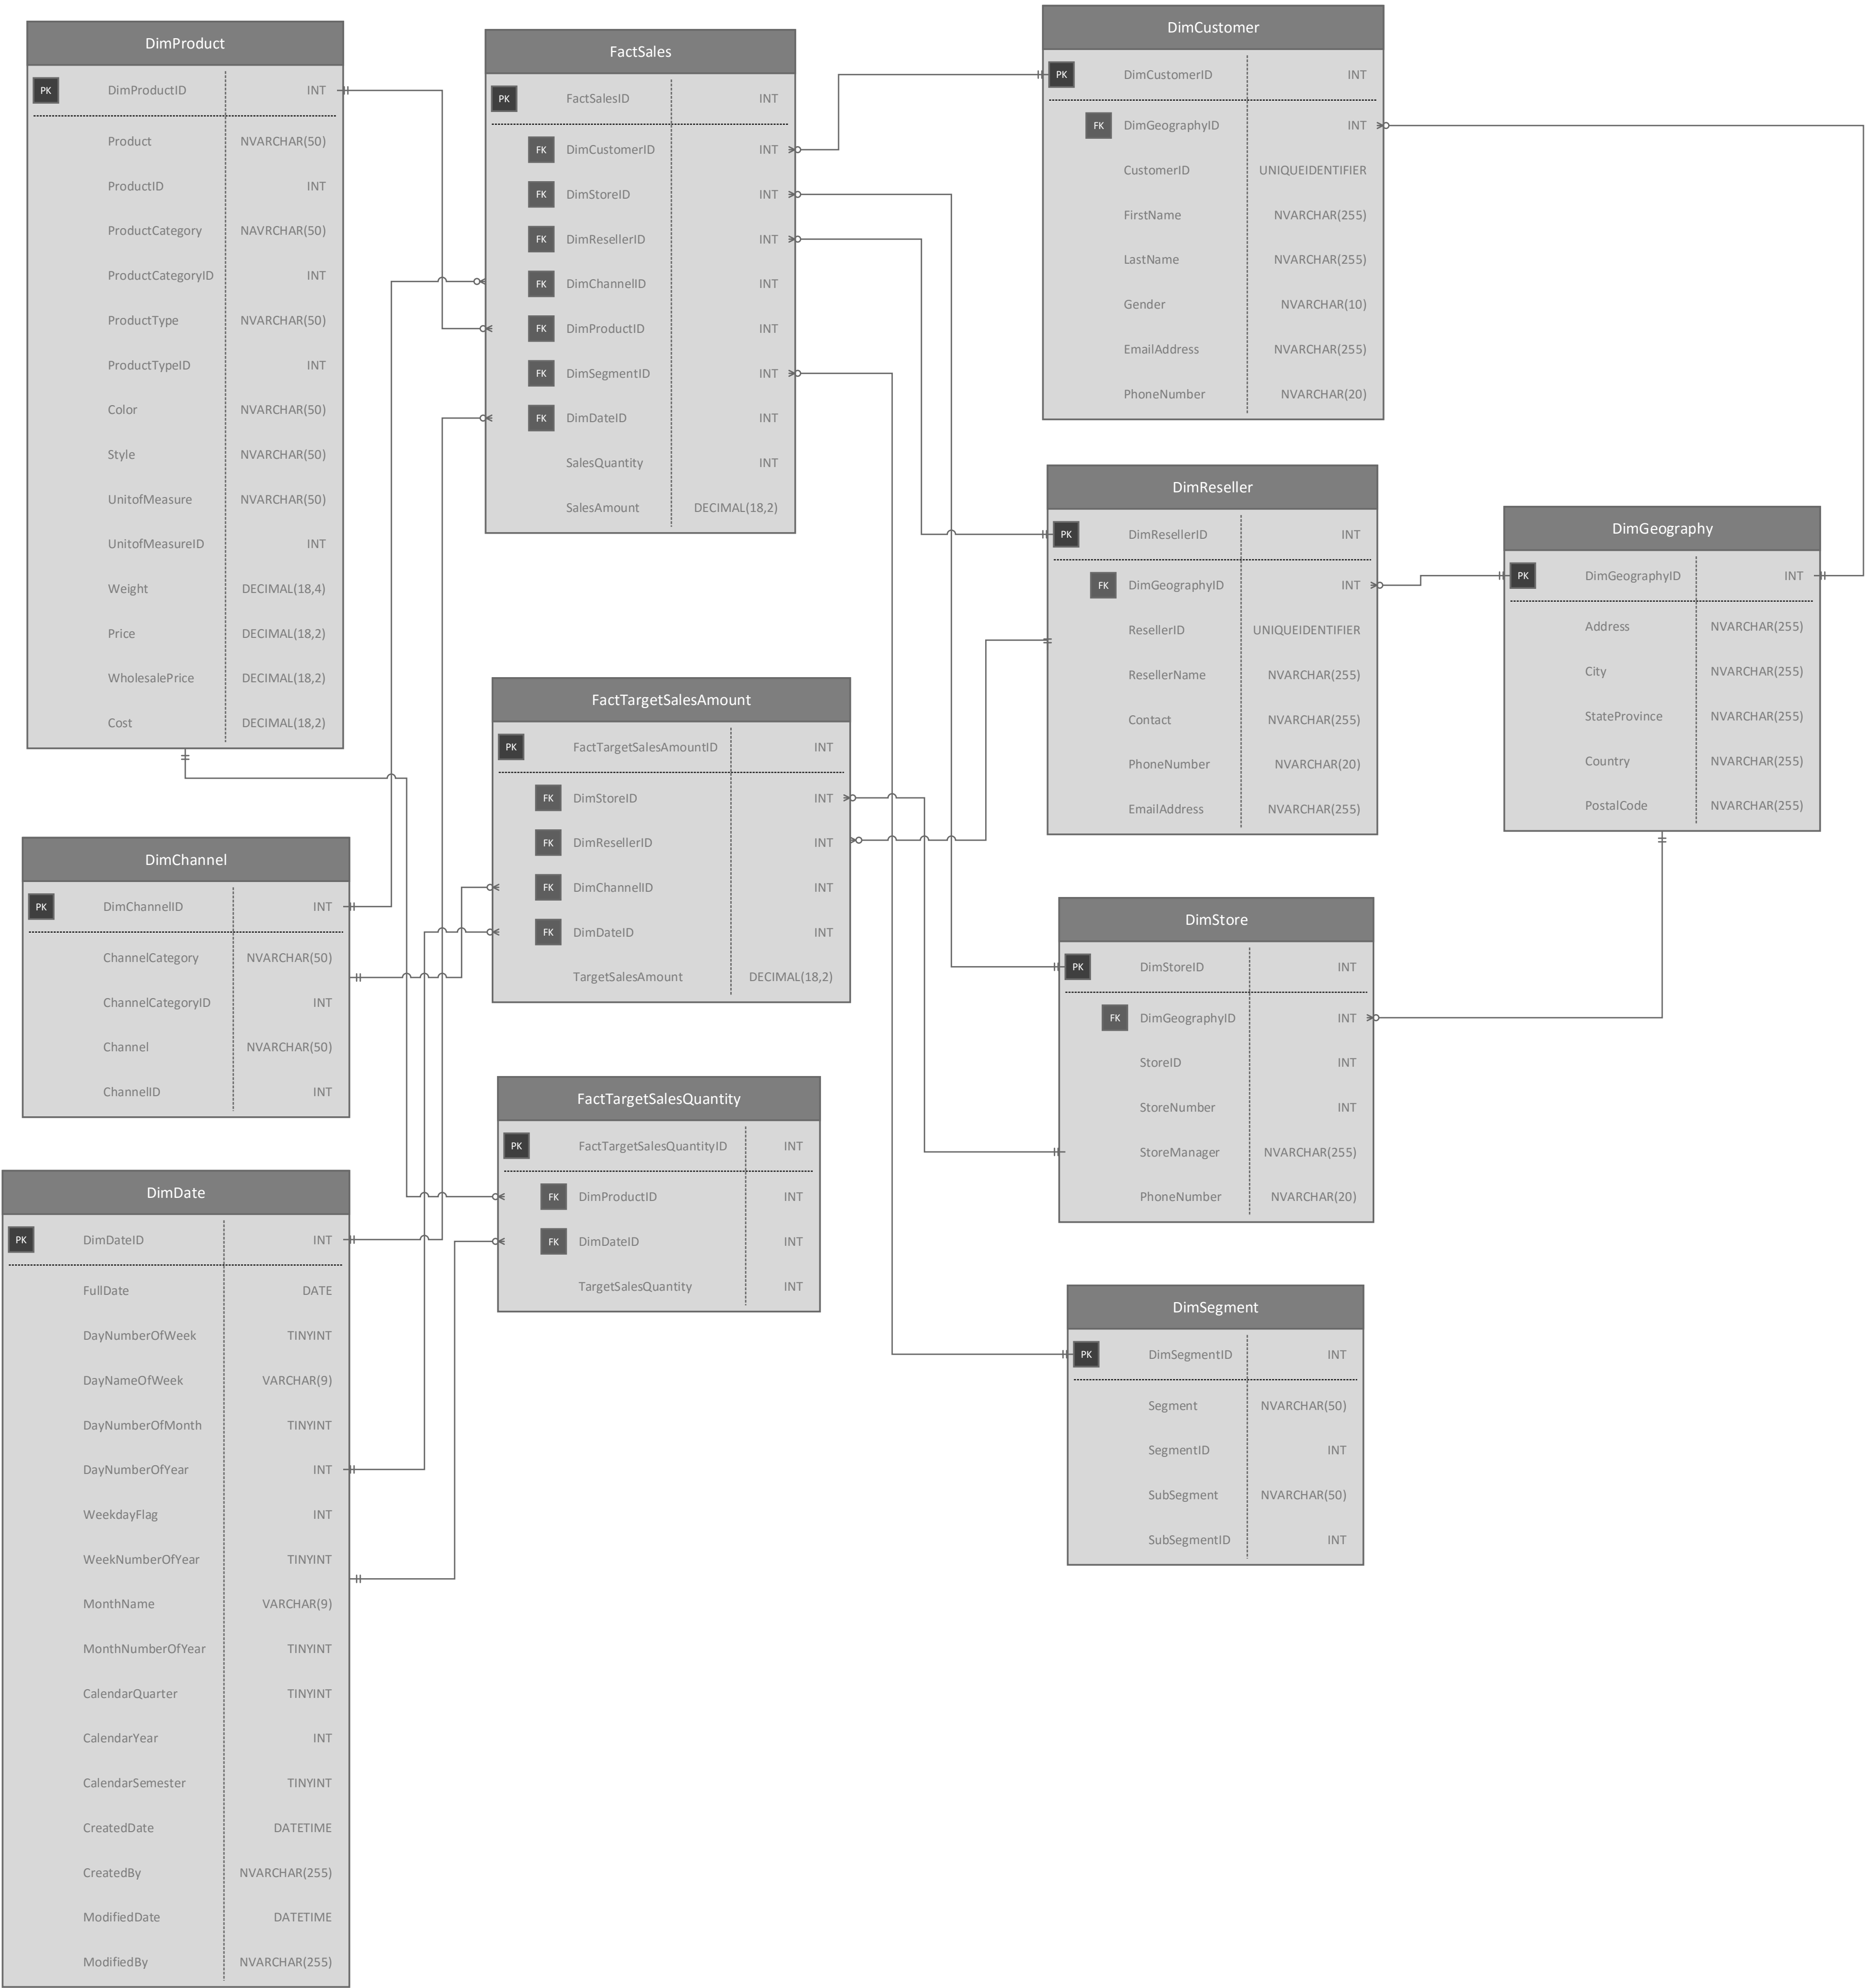 DimProduct
PK DimProductID INT
Product NVARCHAR(50)
ProductID INT
ProductCategory NAVRCHAR(50)
ProductCategoryID INT
ProductType NVARCHAR(50)
ProductTypeID INT
Color NVARCHAR(50)
Style NVARCHAR(50)
UnitofMeasure NVARCHAR(50)
UnitofMeasureID INT
Weight DECIMAL(18,4)
Price DECIMAL(18,2)
WholesalePrice DECIMAL(18,2)
Cost DECIMAL(18,2)
DimChannel
PK DimChannelID INT
ChannelCategory NVARCHAR(50)
ChannelCategoryID INT
Channel NVARCHAR(50)
ChannelID INT
DimDate
PK DimDateID INT
FullDate DATE
DayNumberOfWeek TINYINT
DayNameOfWeek VARCHAR(9)
DayNumberOfMonth TINYINT
DayNumberOfYear INT
WeekdayFlag INT
WeekNumberOfYear TINYINT
MonthName VARCHAR(9)
MonthNumberOfYear TINYINT
CalendarQuarter TINYINT
CalendarYear INT
CalendarSemester TINYINT
CreatedDate DATETIME
CreatedBy NVARCHAR(255)
ModifiedDate DATETIME
ModifiedBy NVARCHAR(255)
FactSales
PK FactSalesID INT
FK DimCustomerID INT
FK DimStoreID INT
FK DimResellerID INT
FK DimChannelID INT
FK DimProductID INT
FK DimSegmentID INT
FK DimDateID INT
SalesQuantity INT
SalesAmount DECIMAL(18,2)
FactTargetSalesAmount
PK FactTargetSalesAmountID INT
FK DimStoreID INT
FK DimResellerID INT
FK DimChannelID INT
FK DimDateID INT
TargetSalesAmount DECIMAL(18,2)
FactTargetSalesQuantity
PK FactTargetSalesQuantityID INT
FK DimProductID INT
FK DimDateID INT
TargetSalesQuantity INT
DimCustomer
PK DimCustomerID INT
FK DimGeographyID INT
CustomerID UNIQUEIDENTIFIER
FirstName NVARCHAR(255)
LastName NVARCHAR(255)
Gender NVARCHAR(10)
EmailAddress NVARCHAR(255)
PhoneNumber NVARCHAR(20)
DimReseller
PK DimResellerID INT
FK DimGeographyID INT
ResellerID UNIQUEIDENTIFIER
ResellerName NVARCHAR(255)
Contact NVARCHAR(255)
PhoneNumber NVARCHAR(20)
EmailAddress NVARCHAR(255)
DimStore
PK DimStoreID INT
FK DimGeographyID INT
StoreID INT
StoreNumber INT
StoreManager NVARCHAR(255)
PhoneNumber NVARCHAR(20)
DimSegment
PK DimSegmentID INT
Segment NVARCHAR(50)
SegmentID INT
SubSegment NVARCHAR(50)
SubSegmentID INT
DimGeography
PK DimGeographyID INT
Address NVARCHAR(255)
City NVARCHAR(255)
StateProvince NVARCHAR(255)
Country NVARCHAR(255)
PostalCode NVARCHAR(255)